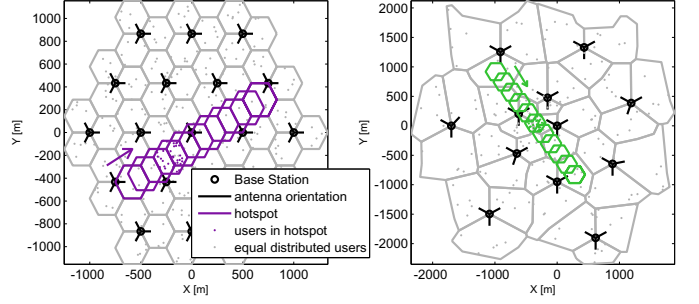 1000
800
600
400
200
0
-200
-400
-600
-800
-1000
Y [m]
-1000 -500 0 500 1000
X [m]
Base Station
antenna orientation
hotspot
users in hotspot
equal distributed users
2000
1500
1000
500
0
-500
-1000
-1500
-2000
Y [m]
-2000 -1000 0 1000
X [m]